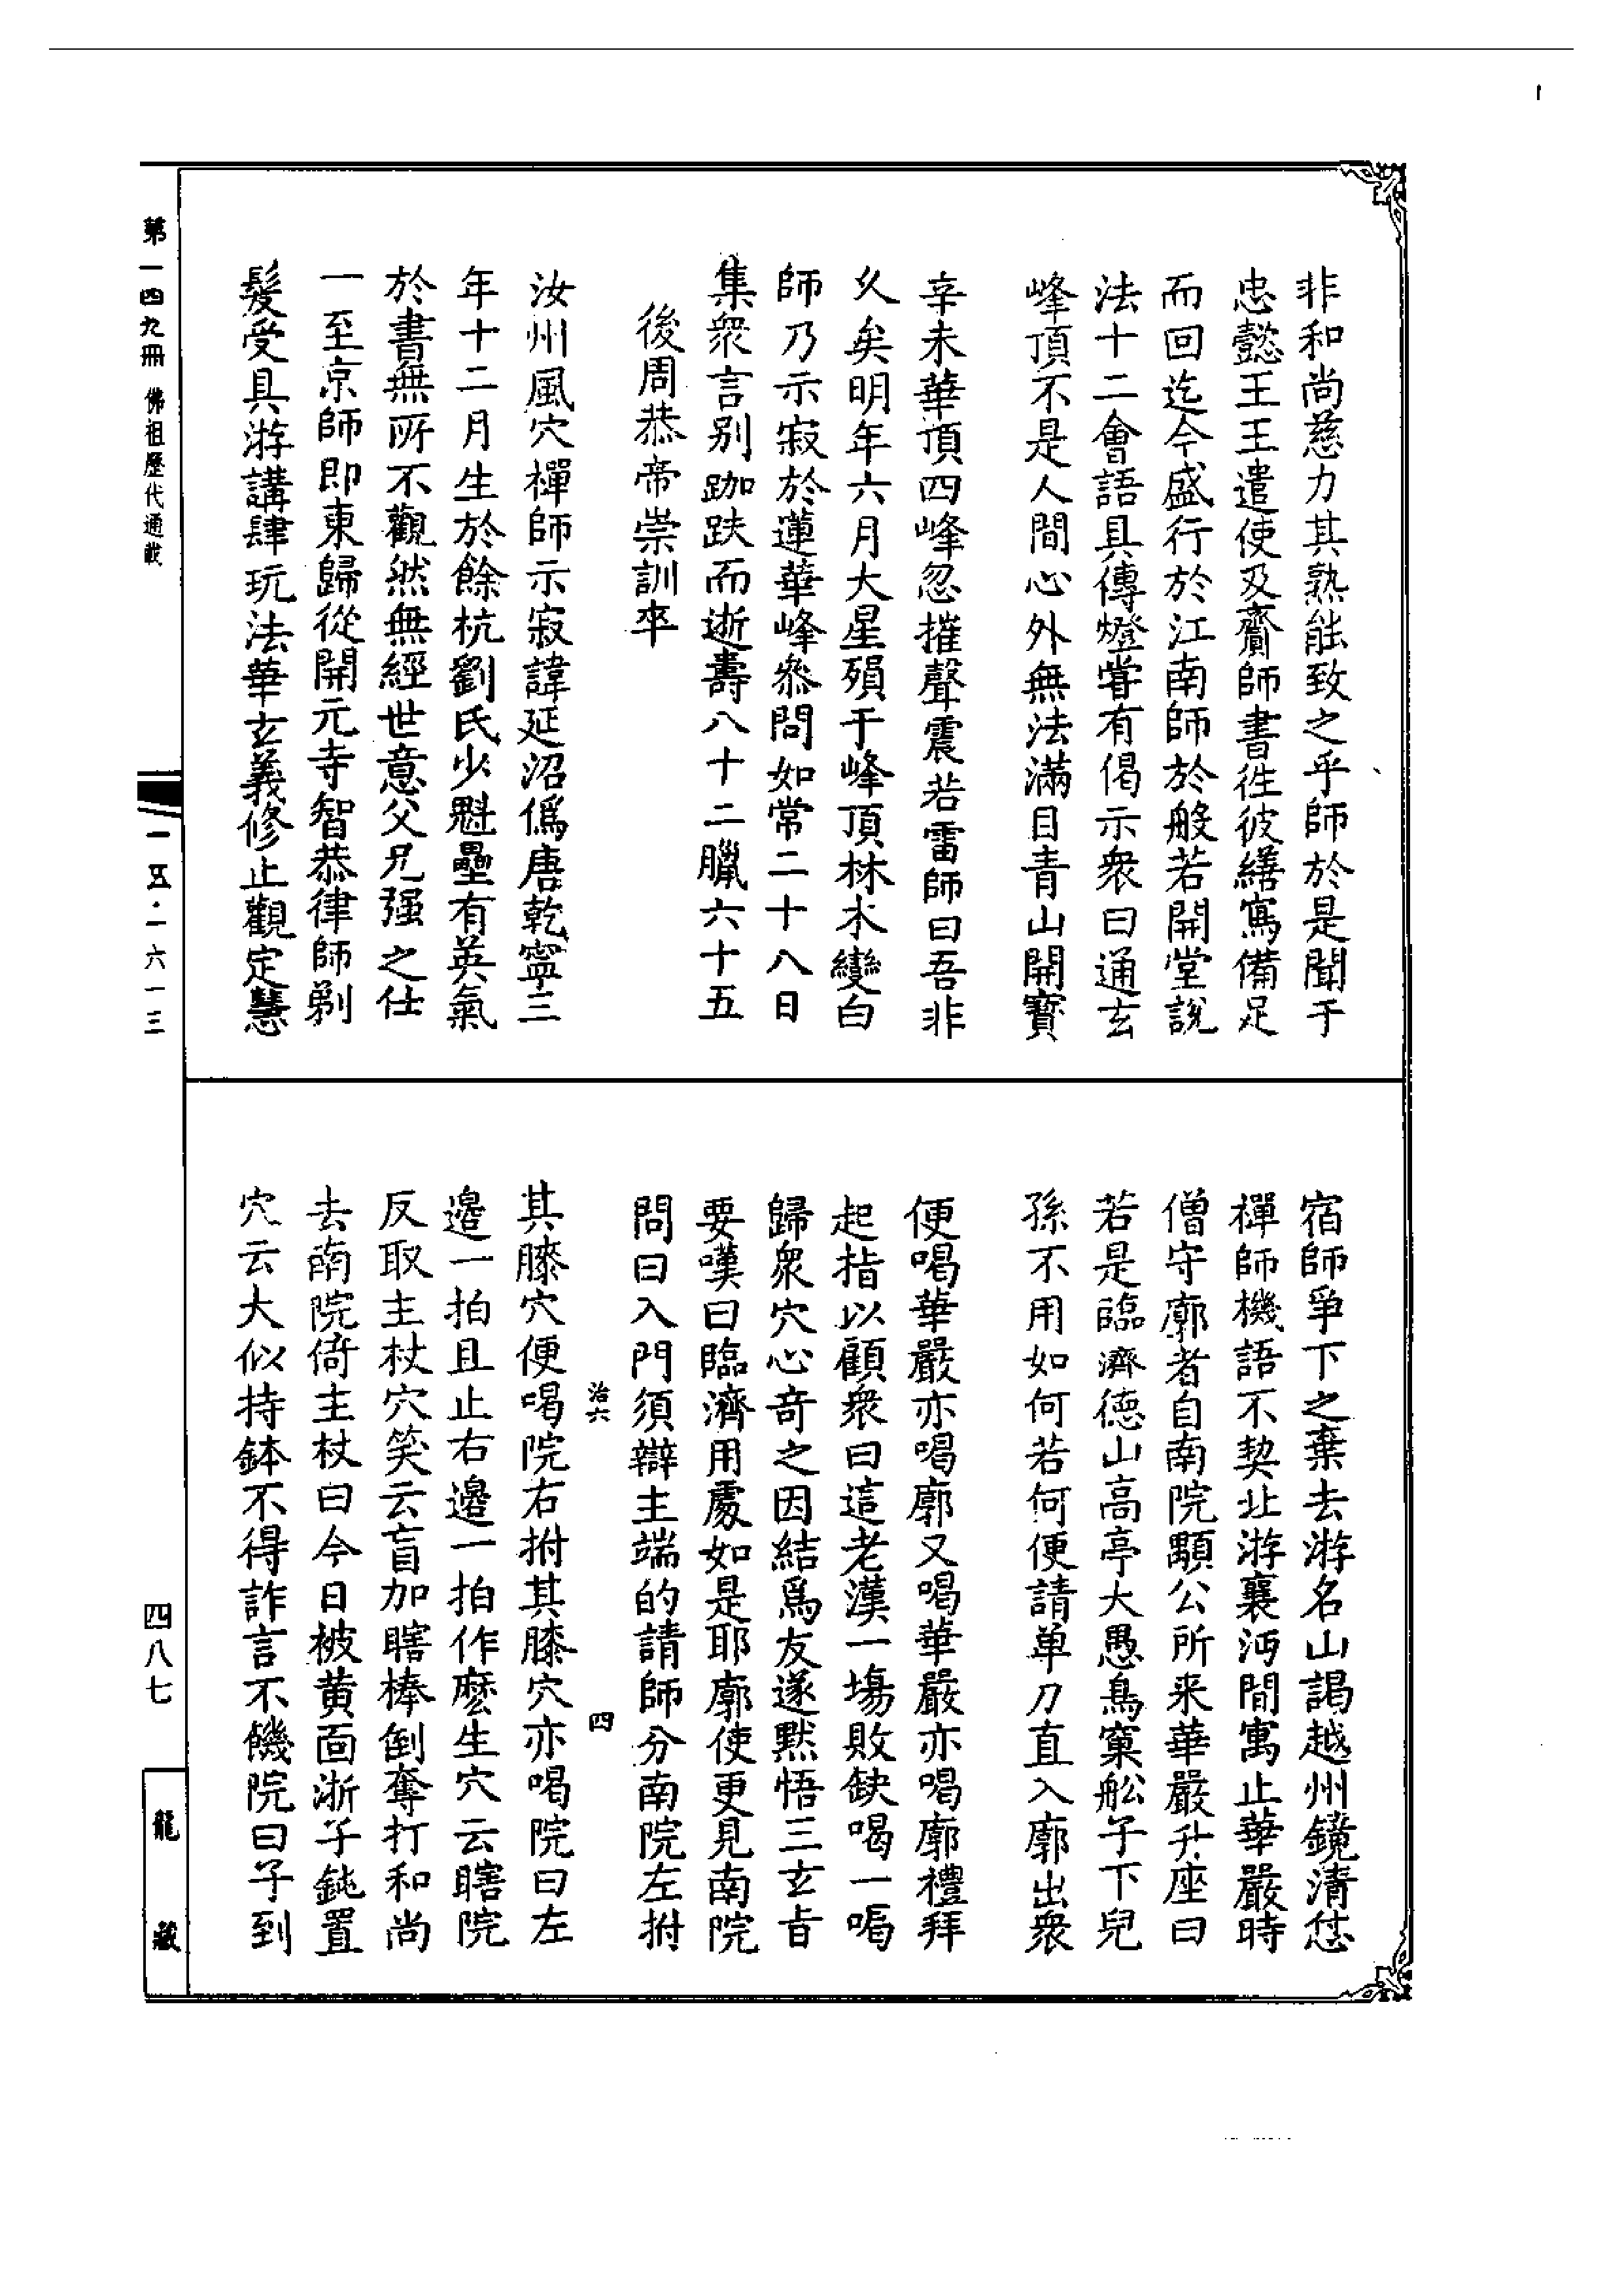 非和尚慈力其熟能致之乎師於是聞于
忠懿王王遣使及齎師書徃彼繕寫備足
而回迄今盛行於江南師於般若開堂說
法十二會語具傳燈甞有偈示衆曰通玄
峰頂不是人間心外無法滿目青山開寶
辛未華頂四峰忽摧聲震若雷師曰吾非
乆矣明年六月大星殞于峰頂林木變白
師乃示寂於蓮華峰叅問如常二十八日
集衆言别跏趺而逝壽八十二臘六十五
後周恭帝崇訓卒
汝州風穴禪師示寂諱延沼僞唐乾寧三
年十二月生於餘杭劉氏少魁壘有英氣
於書無所不觀然無經世意父兄强之仕
一至京師即東歸從開元寺智恭律師剃
髮受具游講肆玩法華玄義修止觀定慧
宿師爭下之棄去游名山謁越州鏡清怤
禪師機語不契北游襄沔間寓止華嚴時
僧守廓者自南院顒公所来華嚴升座曰
若是臨濟德山高亭大愚鳥窠舩子下兒
孫不用如何若何便請单刀直入廓出衆
便喝華嚴亦喝廓又喝華嚴亦喝廓禮拜
起指以顧衆曰這老漢一場敗缺喝一喝
歸衆穴心竒之因結爲友遂黙悟三玄旨
要嘆曰臨濟用處如是耶廓使更見南院
問曰入門須辯主端的請師分南院左拊
其膝穴便喝院右拊其膝穴亦喝院曰左
邉一拍且止右邉一拍作麽生穴云瞎院
反取主杖穴笑云盲加瞎棒倒奪打和尚
去南院倚主杖曰今日被黄面浙子鈍置
穴云大似持鉢不得詐言不饑院曰子到
治六
四
第一四九冊 佛祖歷代通載
一五·一六一三
四八七
龍藏